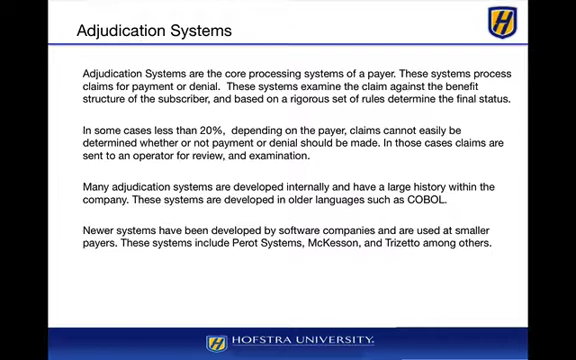 Adjudication Systems
Adjudication Systems are the core processing systems of a payer. These systems process
claims for payment or denial. These systems examine the claim against the benefit
structure of the subscriber, and based on a rigorous set of rules determine the final status.
In some cases less than 20%, depending on the payer, claims cannot easily be
determined whether or not payment or denial should be made. In those cases claims are
sent to an operator for review, and examination.
Many adjudication systems are developed internally and have a large history within the
company. These systems are developed in older languages such as COBOL.
Newer systems have been developed by software companies and are used at smaller
payers. These systems include Perot Systems, McKesson, and Trizetto among others.
HOFSTRA UNIVERSITY